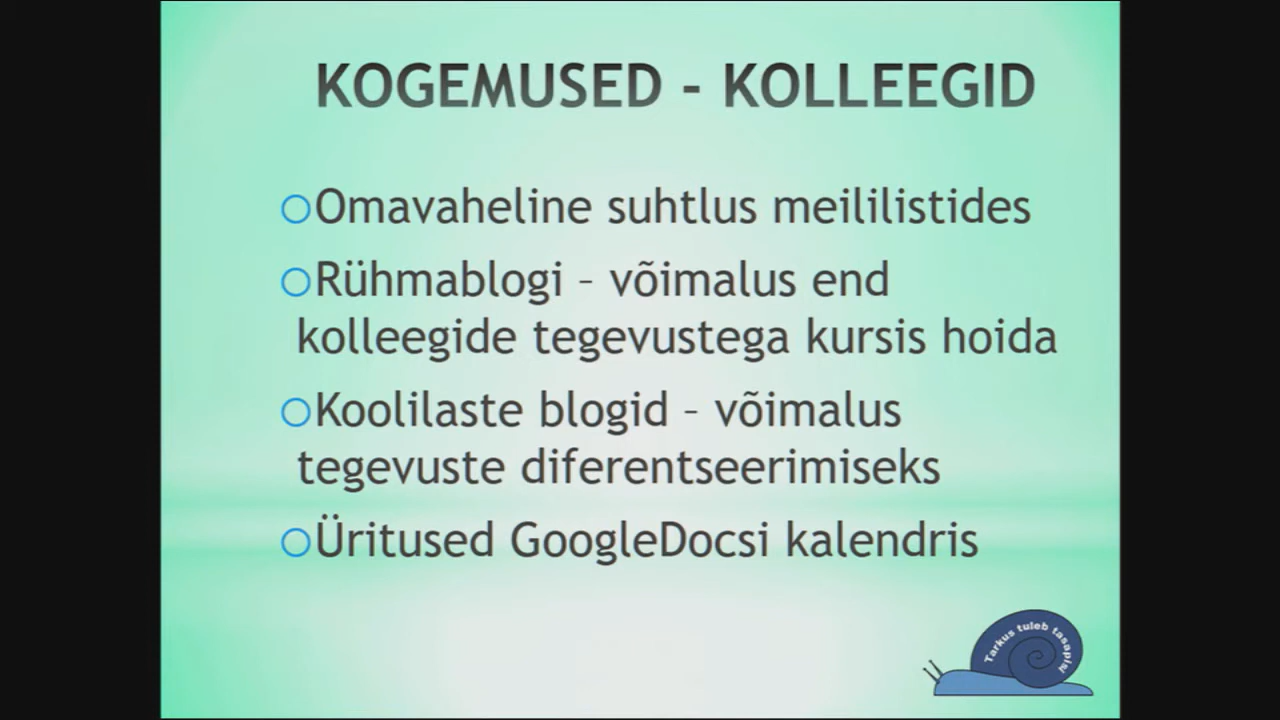 KOGEMUSED - KOLLEEGID
Omavaheline suhtlus meililistides
Rühmablogi – võimalus end
kolleegide tegevustega kursis hoida
Koolilaste blogid – võimalus
tegevuste diferentseerimiseks
Üritused GoogleDocsi kalendris
Tarkus tuleb tasapisi